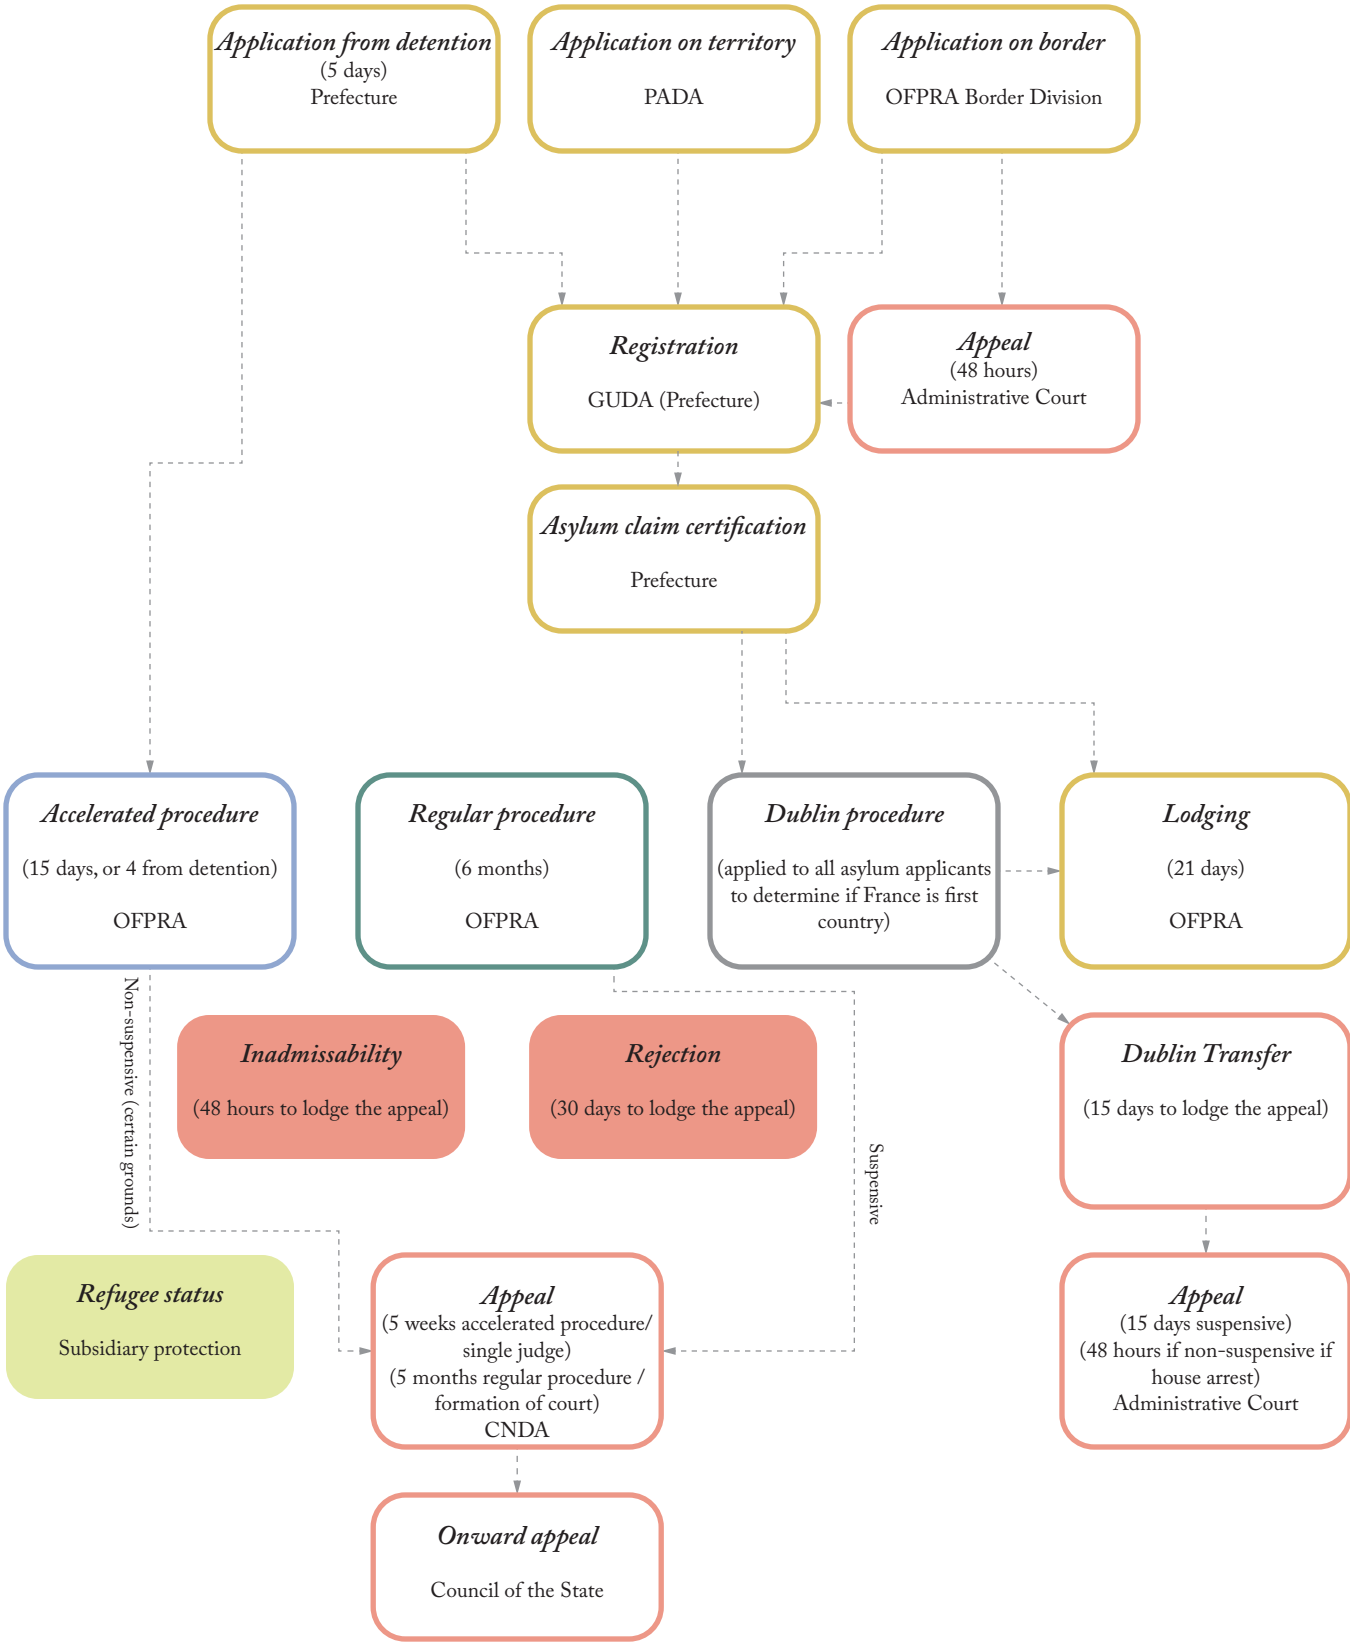 Application from detention
(5 days)
Prefecture
Application on territory
PADA
Application on border
OFPRA Border Division
Registration
GUDA (Prefecture)
Appeal
(48 hours)
Administrative Court
Asylum claim certification
Prefecture
Accelerated procedure
(15 days, or 4 from detention)
OFPRA
Regular procedure
(6 months)
OFPRA
Dublin procedure
(applied to all asylum applicants
to determine if France is first
country)
Lodging
(21 days)
OFPRA
Non-suspensive (certain grounds)
Inadmissability
(48 hours to lodge the appeal)
Rejection
(30 days to lodge the appeal)
Suspensive
Dublin Transfer
(15 days to lodge the appeal)
Refugee status
Subsidiary protection
Appeal
(5 weeks accelerated procedure/
single judge)
(5 months regular procedure /
formation of court)
CNDA
Appeal
(15 days suspensive)
(48 hours if non-suspensive if
house arrest)
Administrative Court
Onward appeal
Council of the State